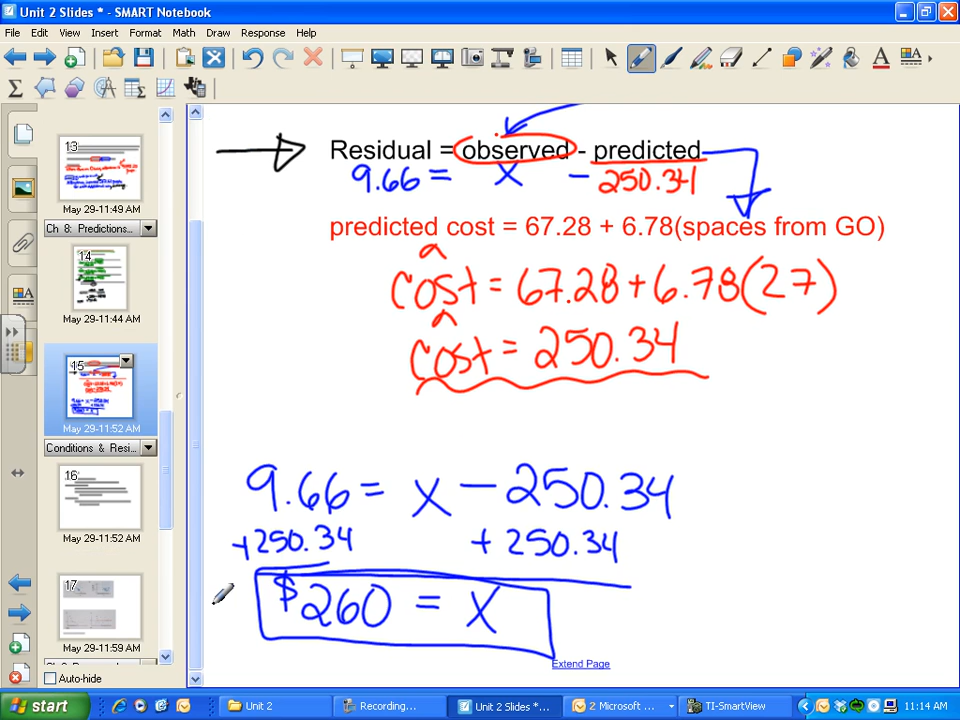 Unit 2 Slides * - SMART Notebook
File Edit View Insert Format Math Draw Response Help
13
May 29-11:49 AM
Ch 8: Predictions...
14
May 29-11:44 AM
15
May 29-11:52 AM
Conditions & Resi...
16
May 29-11:52 AM
17
May 29-11:59 AM
Auto-hide
Residual = observed - predicted
9.66 = x - 250.34
predicted cost = 67.28 + 6.78(spaces from GO)
cost = 67.28 + 6.78(27)
cost = 250.34
9.66 = x - 250.34
+250.34 + 250.34
$260 = x
Extend Page
start
Unit 2
Recording...
Unit 2 Slides *...
2 Microsoft ...
TI-SmartView
11:14 AM